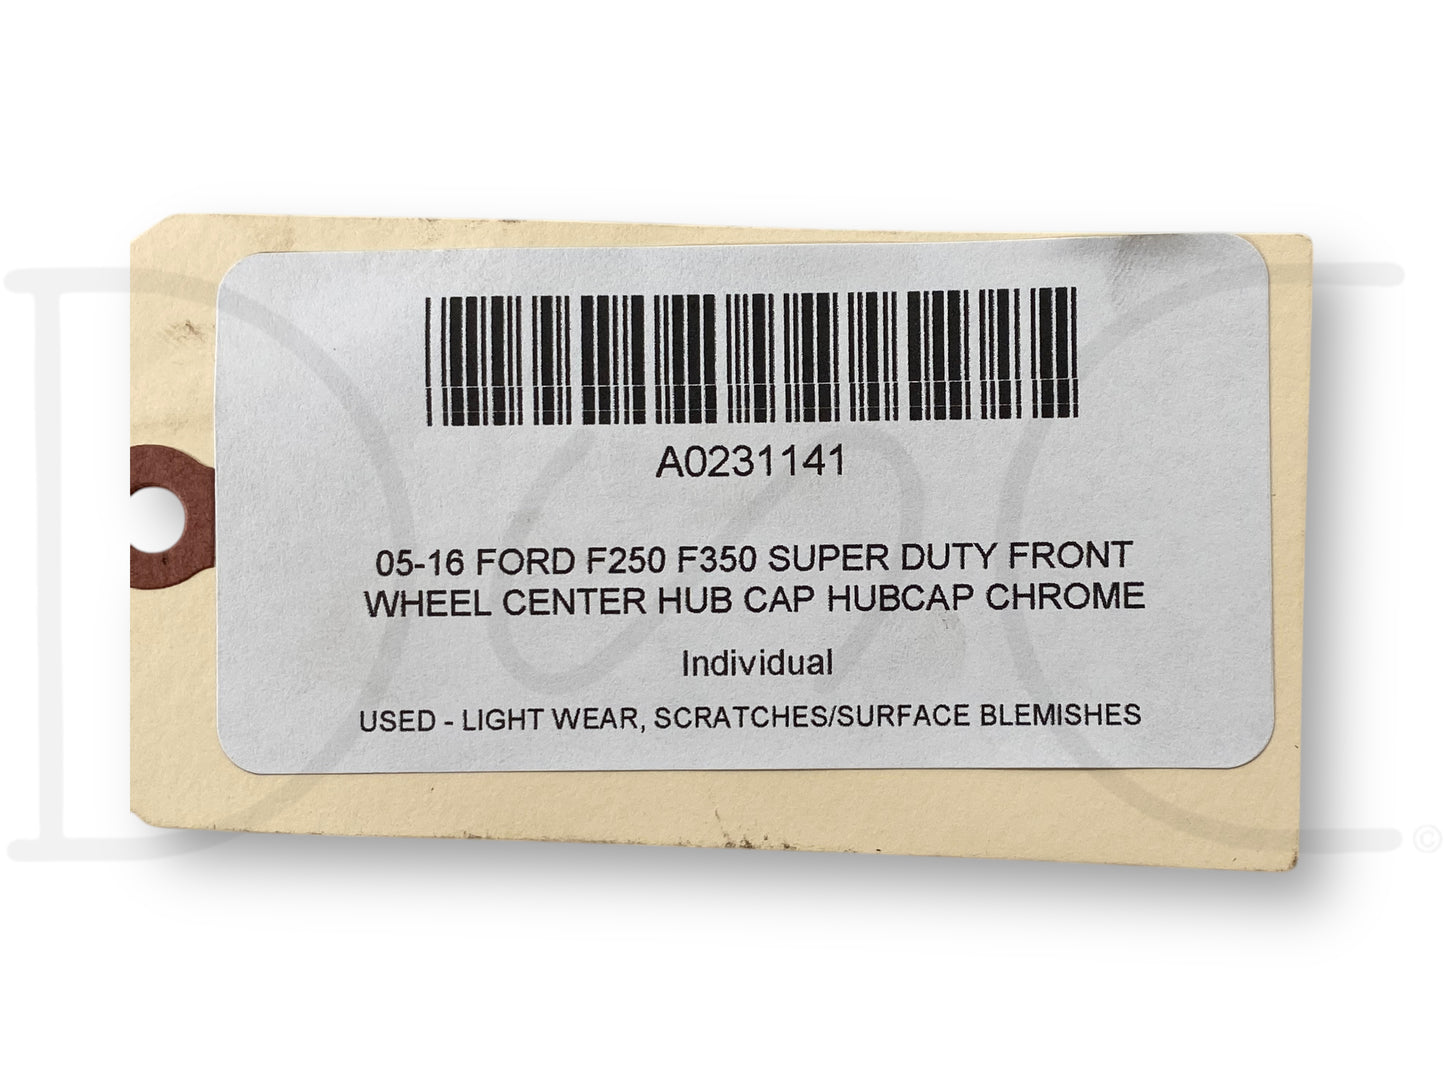 A0231141
05-16 FORD F250 F350 SUPER DUTY FRONT
WHEEL CENTER HUB CAP HUBCAP CHROME
Individual
USED - LIGHT WEAR, SCRATCHES/SURFACE BLEMISHES
©